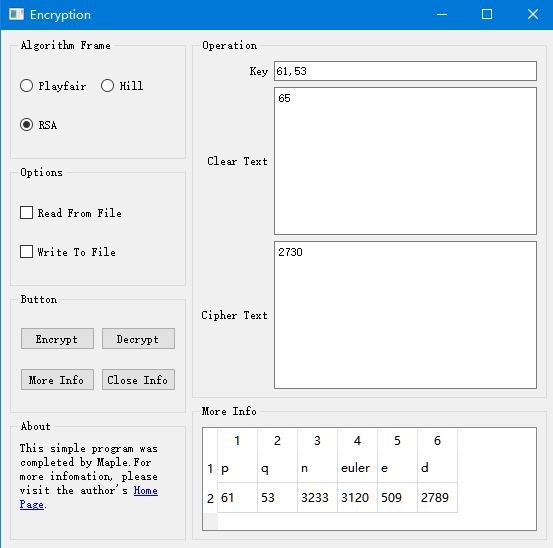 Encryption
Algorithm Frame
Playfair Hill
RSA
Options
Read From File
Write To File
Button
Encrypt Decrypt
More Info Close Info
About
This simple program was
completed by Maple.For
more infomation, please
visit the author's Home
Page.
Operation
Key 61,53
Clear Text 65
Cipher Text 2730
More Info
1 2 3 4 5 6
1 p q n euler e d
2 61 53 3233 3120 509 2789